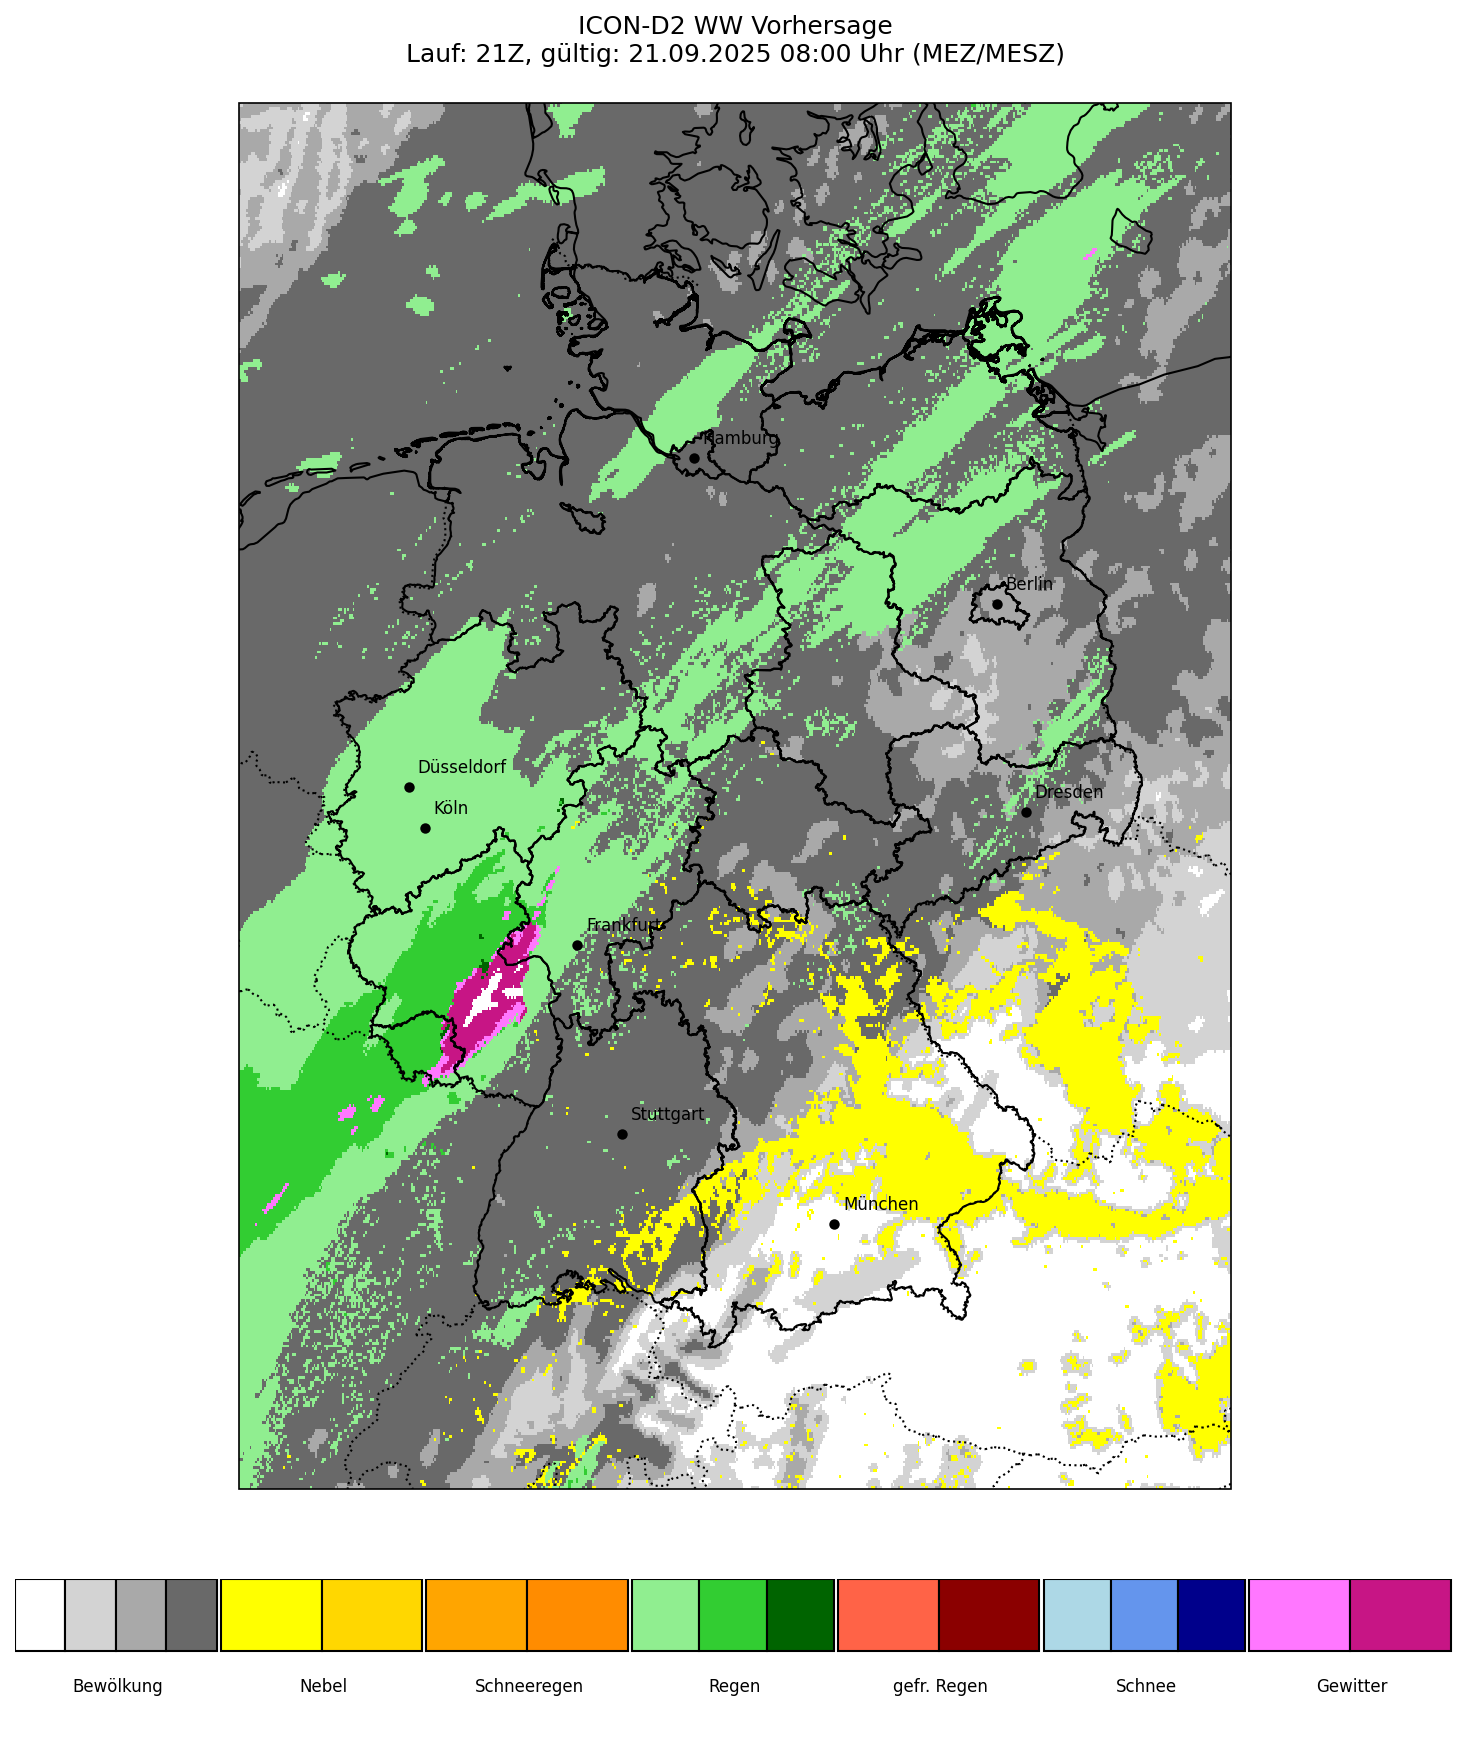 ICON-D2 WW Vorhersage
Lauf: 21Z, gültig: 21.09.2025 08:00 Uhr (MEZ/MESZ)
Hamburg
Berlin
Düsseldorf
Köln
Dresden
Frankfurt
Stuttgart
München
Bewölkung
Nebel
Schneeregen
Regen
gefr. Regen
Schnee
Gewitter